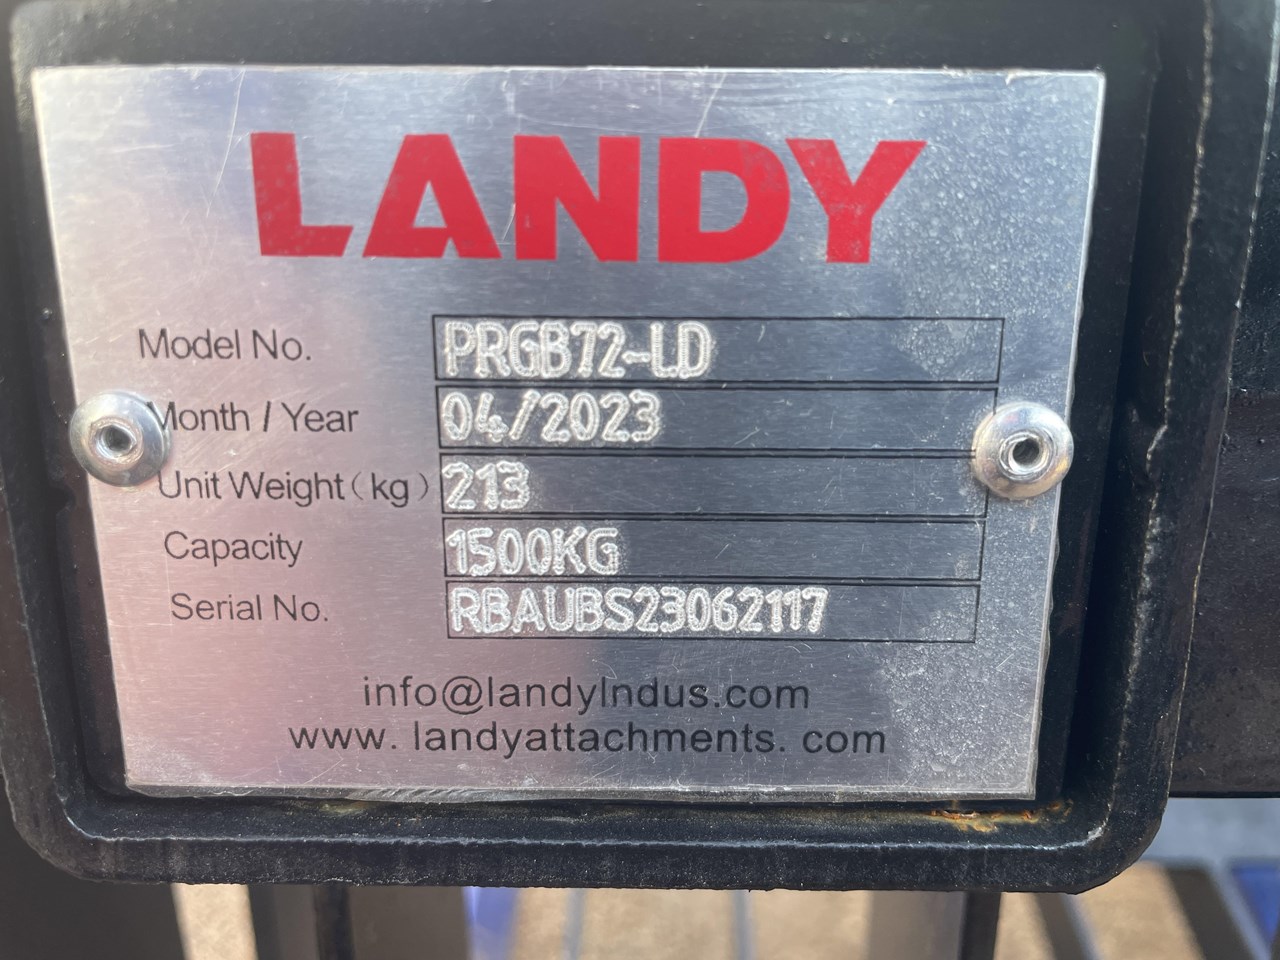 LANDY
Model No. PRGB72-LD
Month / Year 04/2023
Unit Weight (kg) 213
Capacity 1500KG
Serial No. RBAUBS23062117
info@landyIndus.com
www. landyattachments. com